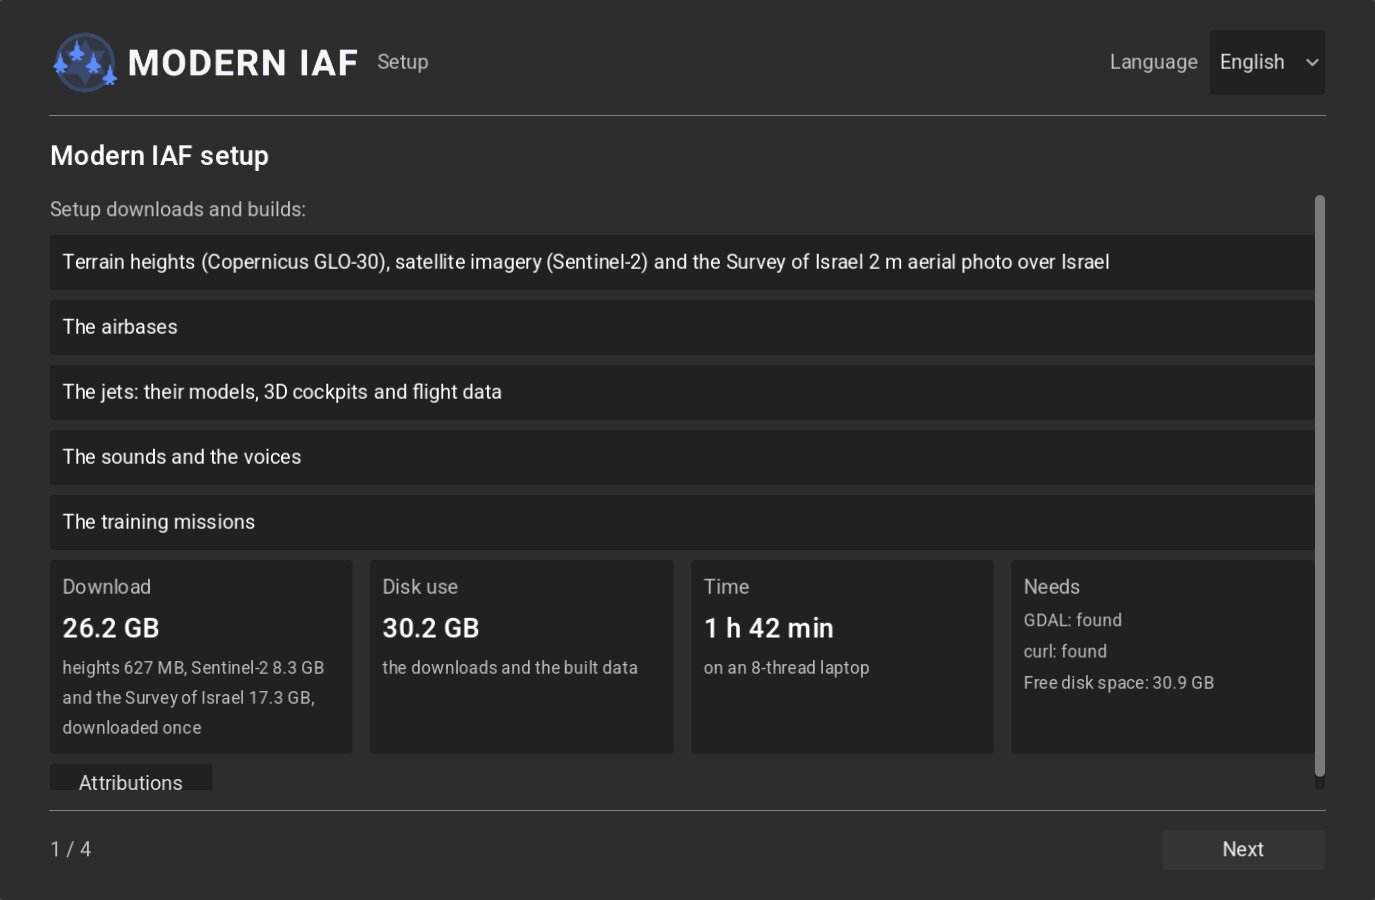 MODERN IAF
Setup
Language
English
Modern IAF setup
Setup downloads and builds:
Terrain heights (Copernicus GLO-30), satellite imagery (Sentinel-2) and the Survey of Israel 2 m aerial photo over Israel
The airbases
The jets: their models, 3D cockpits and flight data
The sounds and the voices
The training missions
Download
26.2 GB
heights 627 MB, Sentinel-2 8.3 GB
and the Survey of Israel 17.3 GB,
downloaded once
Disk use
30.2 GB
the downloads and the built data
Time
1 h 42 min
on an 8-thread laptop
Needs
GDAL: found
curl: found
Free disk space: 30.9 GB
Attributions
1 / 4
Next